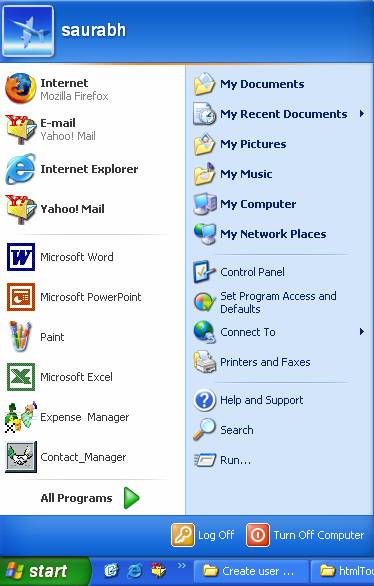 saurabh
Internet
Mozilla Firefox
E-mail
Yahoo! Mail
Internet Explorer
Yahoo! Mail
Microsoft Word
Microsoft PowerPoint
Paint
Microsoft Excel
Expense Manager
Contact_Manager
All Programs
My Documents
My Recent Documents
My Pictures
My Music
My Computer
My Network Places
Control Panel
Set Program Access and
Defaults
Connect To
Printers and Faxes
Help and Support
Search
Run...
Log Off
Turn Off Computer
start
Create user ...
htmlTou